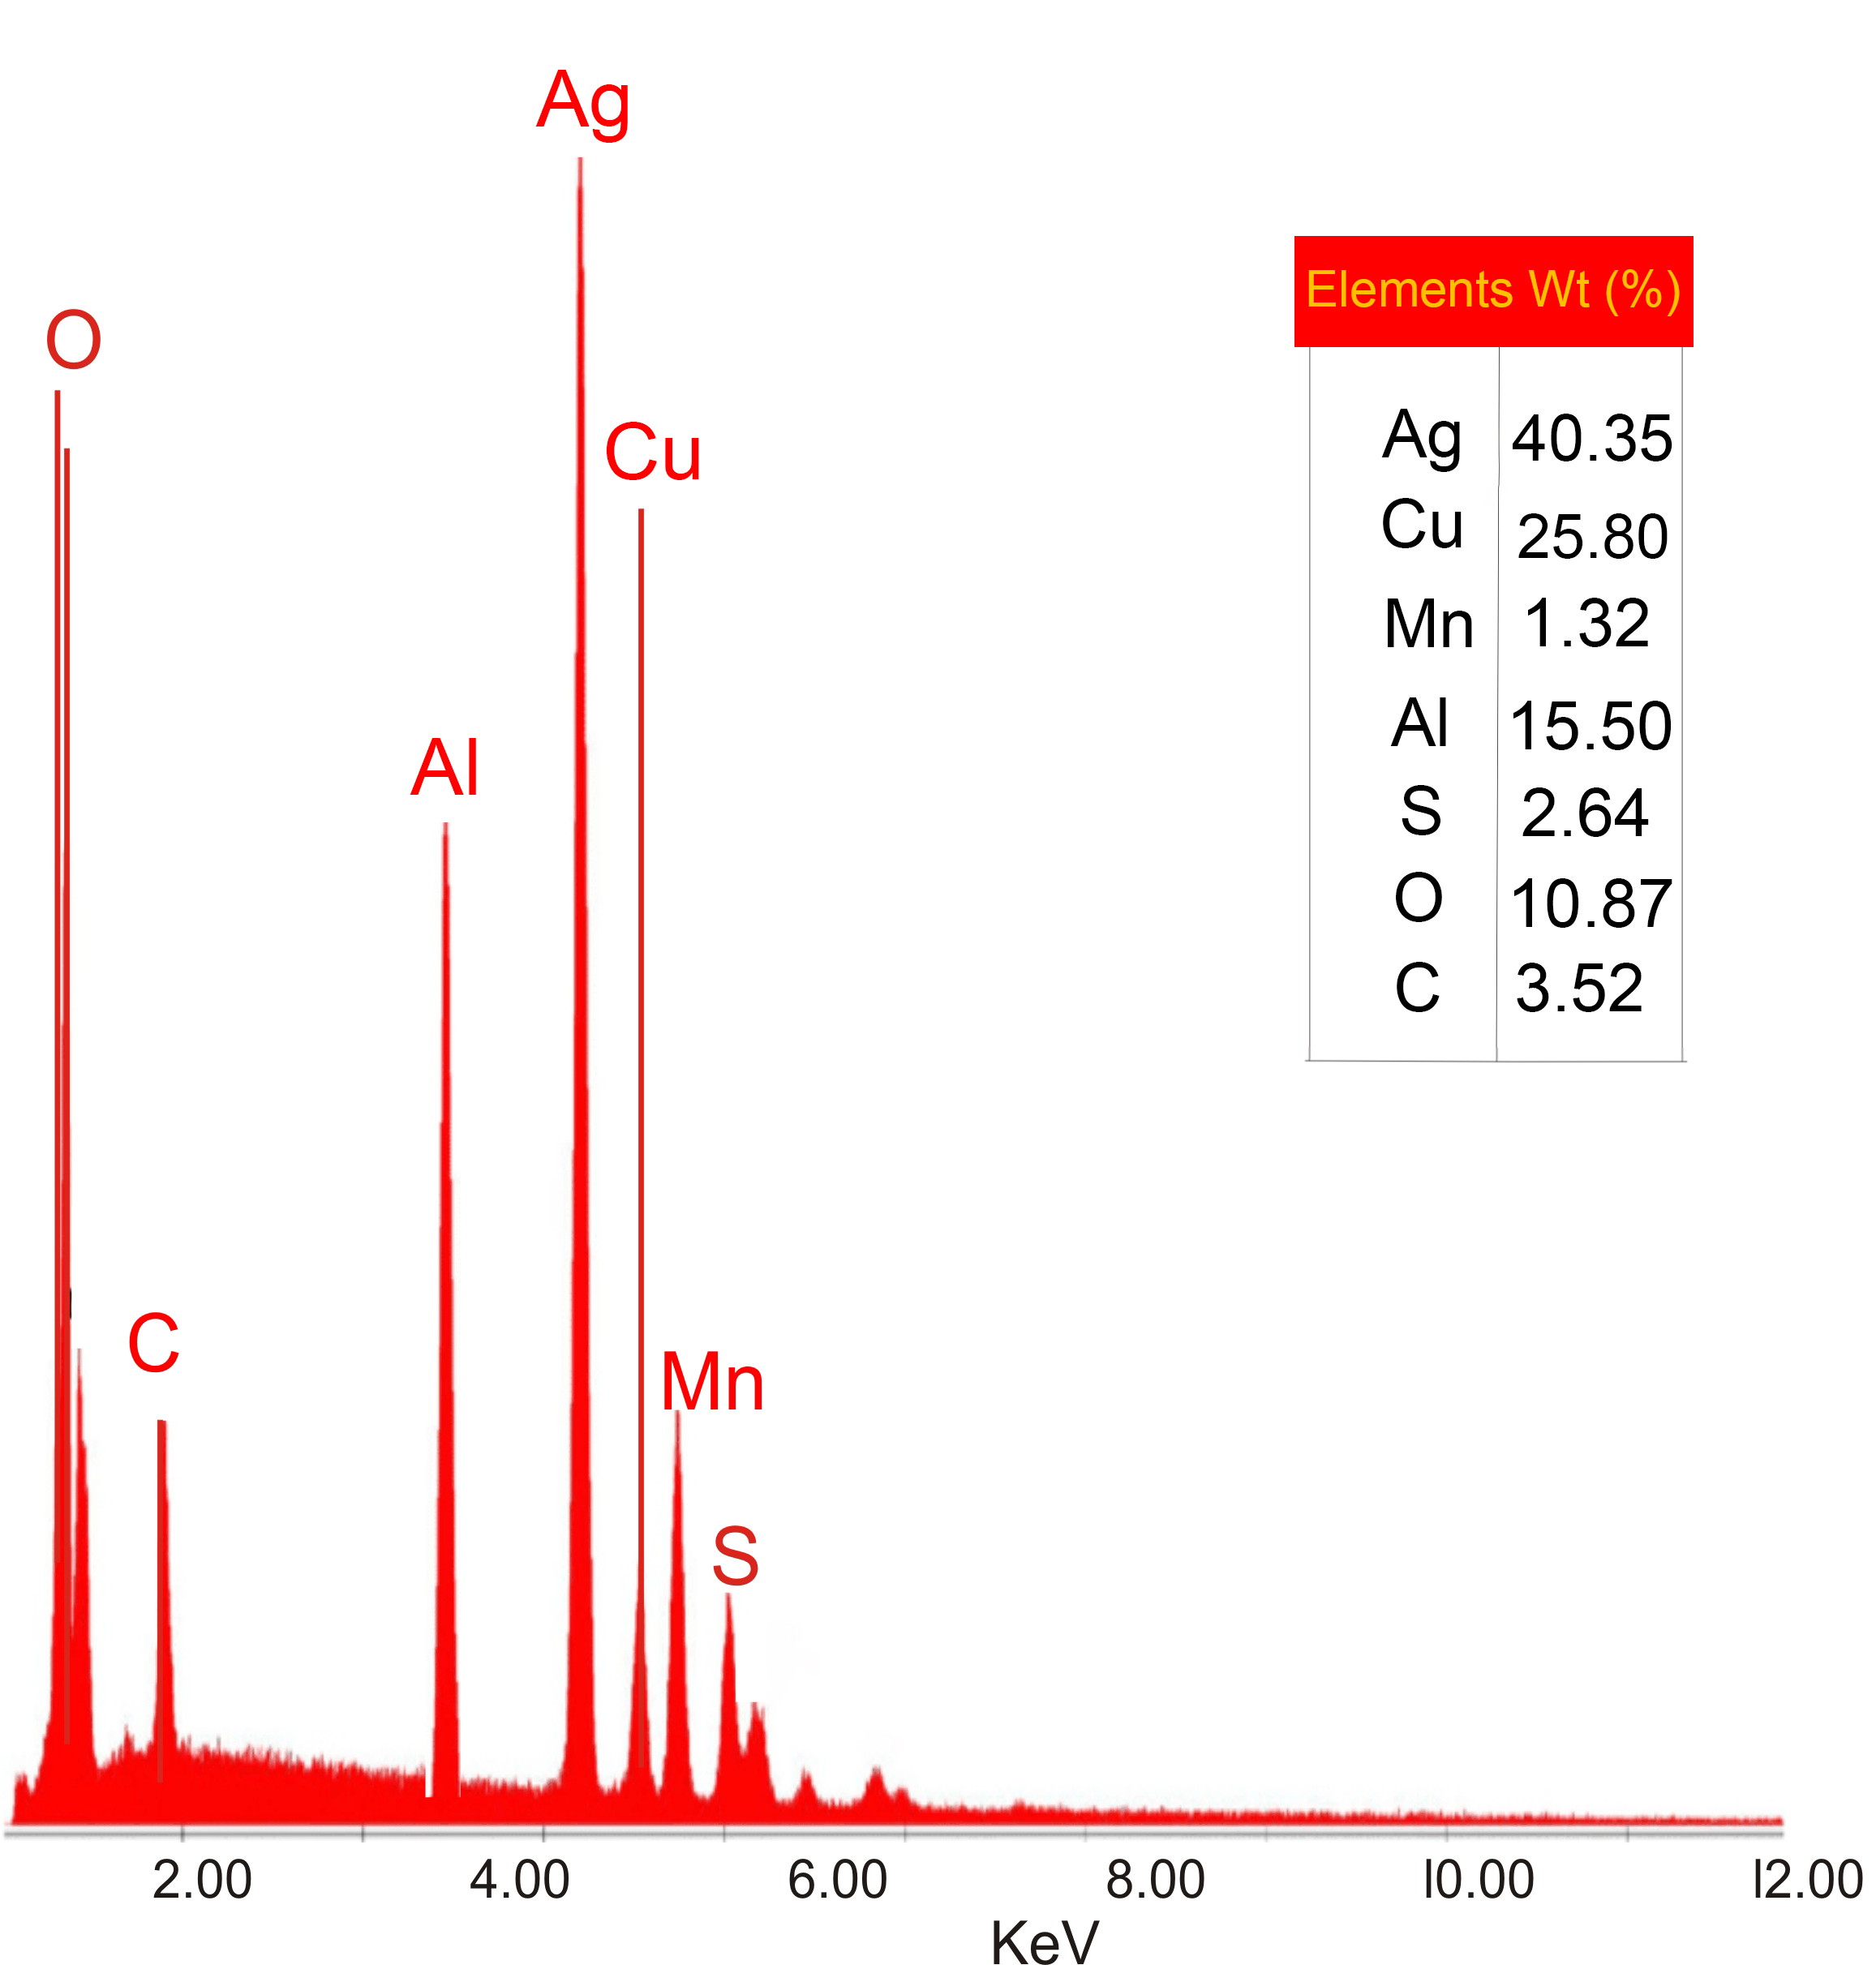 Ag
O
Cu
Al
C
Mn
S
Elements Wt (%)
Ag 40.35
Cu 25.80
Mn 1.32
Al 15.50
S 2.64
O 10.87
C 3.52
2.00 4.00 6.00 8.00 l0.00 l2.00
KeV